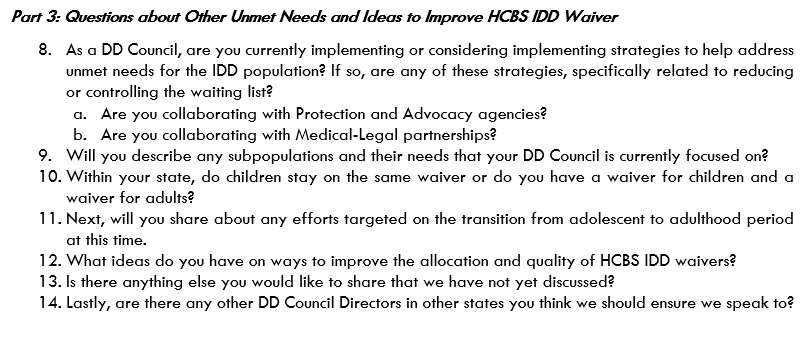 Part 3: Questions about Other Unmet Needs and Ideas to Improve HCBS IDD Waiver
8. As a DD Council, are you currently implementing or considering implementing strategies to help address
unmet needs for the IDD population? If so, are any of these strategies, specifically related to reducing
or controlling the waiting list?
a. Are you collaborating with Protection and Advocacy agencies?
b. Are you collaborating with Medical-Legal partnerships?
9. Will you describe any subpopulations and their needs that your DD Council is currently focused on?
10. Within your state, do children stay on the same waiver or do you have a waiver for children and a
waiver for adults?
11. Next, will you share about any efforts targeted on the transition from adolescent to adulthood period
at this time.
12. What ideas do you have on ways to improve the allocation and quality of HCBS IDD waivers?
13. Is there anything else you would like to share that we have not yet discussed?
14. Lastly, are there any other DD Council Directors in other states you think we should ensure we speak to?